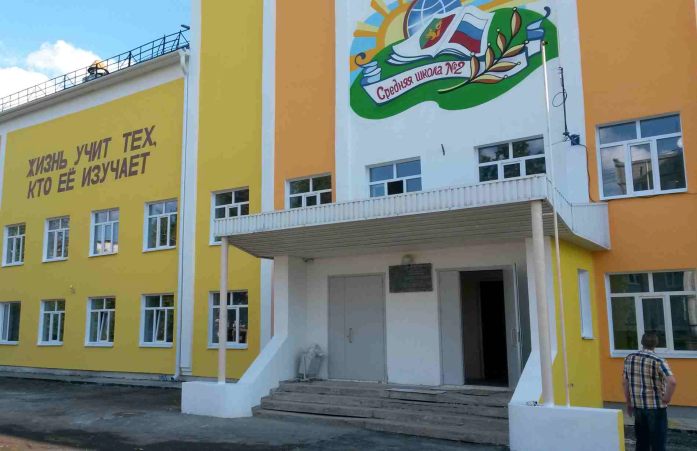 Средняя школа №2
ЖИЗНЬ УЧИТ ТЕХ,
КТО ЕЁ ИЗУЧАЕТ